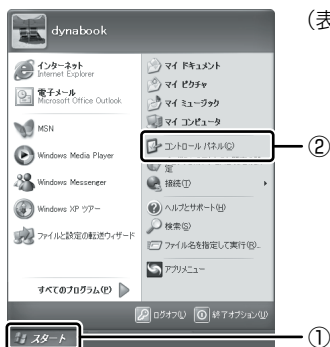 (表
dynabook
インターネット
Internet Explorer
電子メール
Microsoft Office Outlook
MSN
Windows Media Player
Windows Messenger
Windows XP ツアー
ファイルと設定の転送ウィザード
すべてのプログラム(P)
マイ ドキュメント
マイ ピクチャ
マイ ミュージック
マイ コンピュータ
コントロール パネル(C)
定
接続(T)
ヘルプとサポート(H)
検索(S)
ファイル名を指定して実行(R)...
アプリメニュー
ログオフ(L)
終了オプション(U)
スタート
②
①